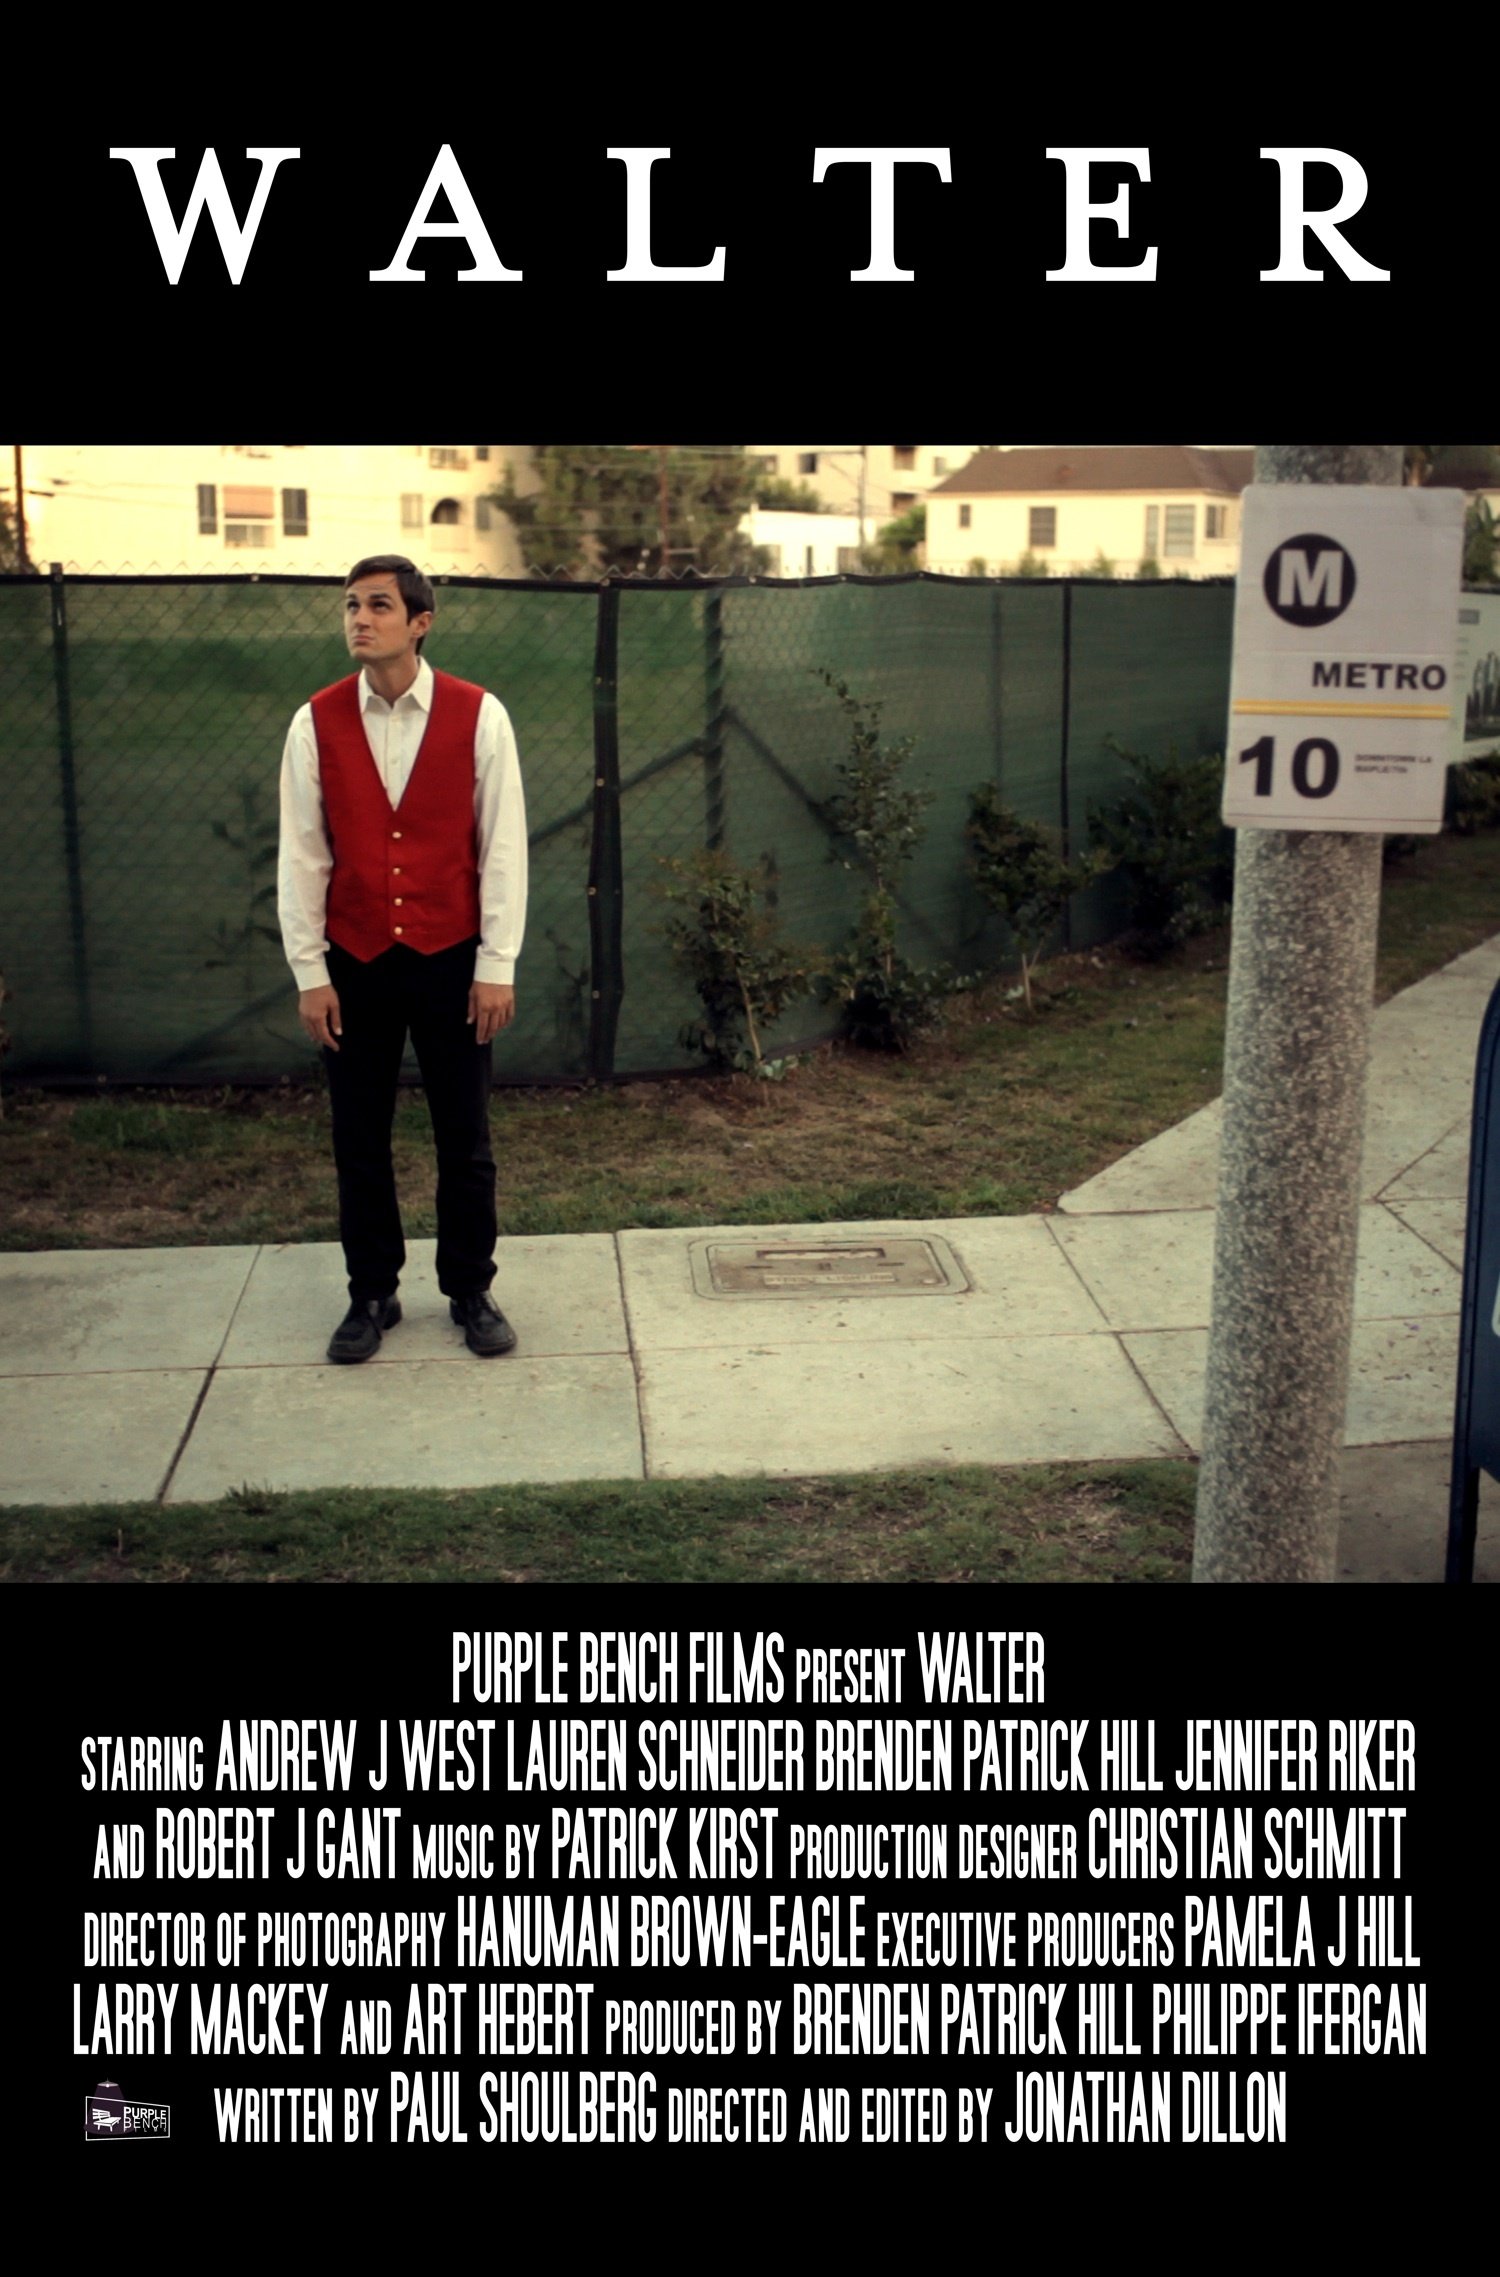 WALTER
M
METRO
10
DOWNTOWN LA
PURPLE BENCH FILMS PRESENT WALTER
STARRING ANDREW J WEST LAUREN SCHNEIDER BRENDEN PATRICK HILL JENNIFER RIKER
AND ROBERT J GANT MUSIC BY PATRICK KIRST PRODUCTION DESIGNER CHRISTIAN SCHMITT
DIRECTOR OF PHOTOGRAPHY HANUMAN BROWN-EAGLE EXECUTIVE PRODUCERS PAMELA J HILL
LARRY MACKEY AND ART HEBERT PRODUCED BY BRENDEN PATRICK HILL PHILIPPE IFERGAN
PURPLE
BENCH
FILMS
WRITTEN BY PAUL SHOULBERG DIRECTED AND EDITED BY JONATHAN DILLON